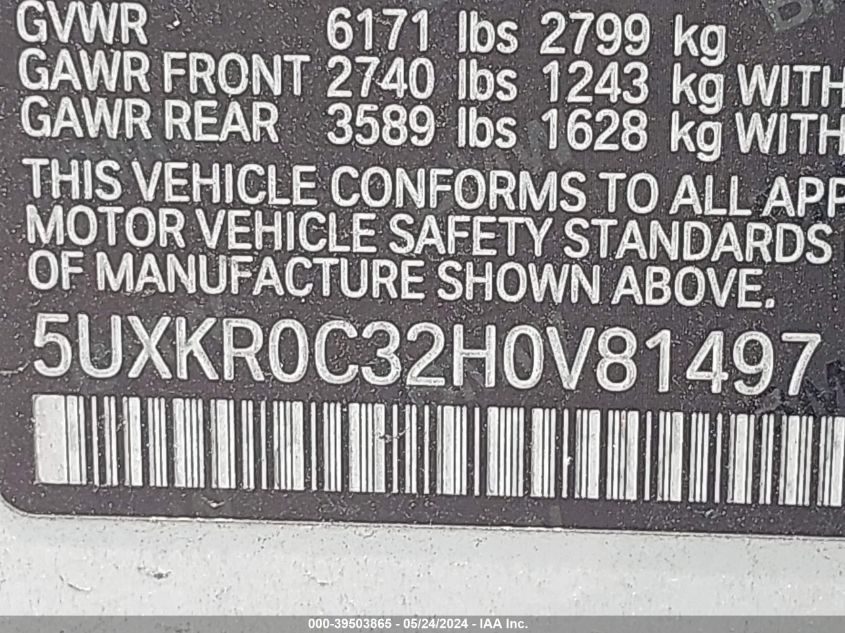 GVWR 6171 lbs 2799 kg
GAWR FRONT 2740 lbs 1243 kg WITH
GAWR REAR 3589 lbs 1628 kg WITH
THIS VEHICLE CONFORMS TO ALL APP
MOTOR VEHICLE SAFETY STANDARDS
OF MANUFACTURE SHOWN ABOVE.
5UXKR0C32H0V81497
000-39503865 - 05/24/2024 - IAA Inc.